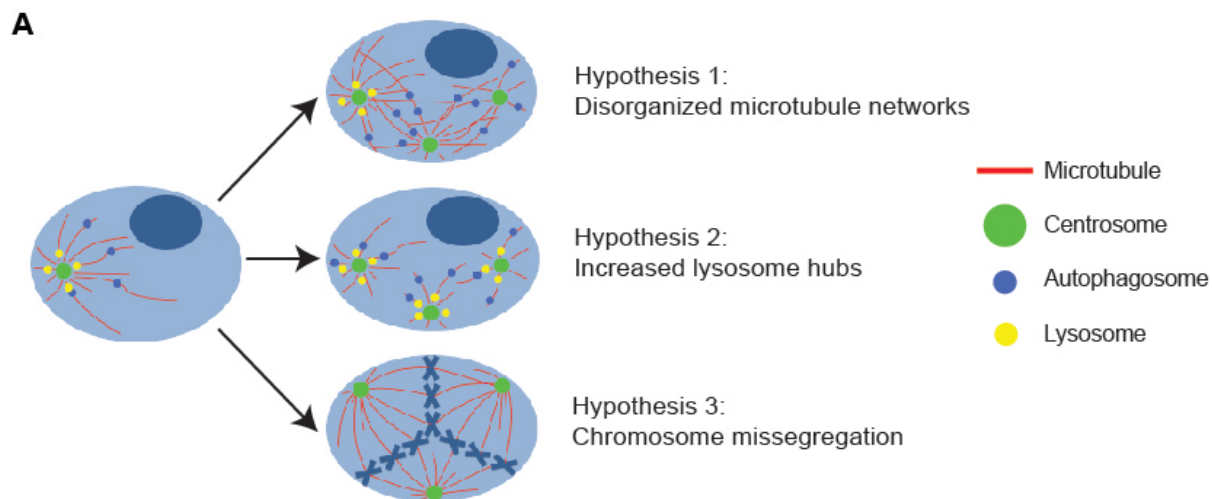 A
Hypothesis 1:
Disorganized microtubule networks
Hypothesis 2:
Increased lysosome hubs
Hypothesis 3:
Chromosome missegregation
Microtubule
Centrosome
Autophagosome
Lysosome